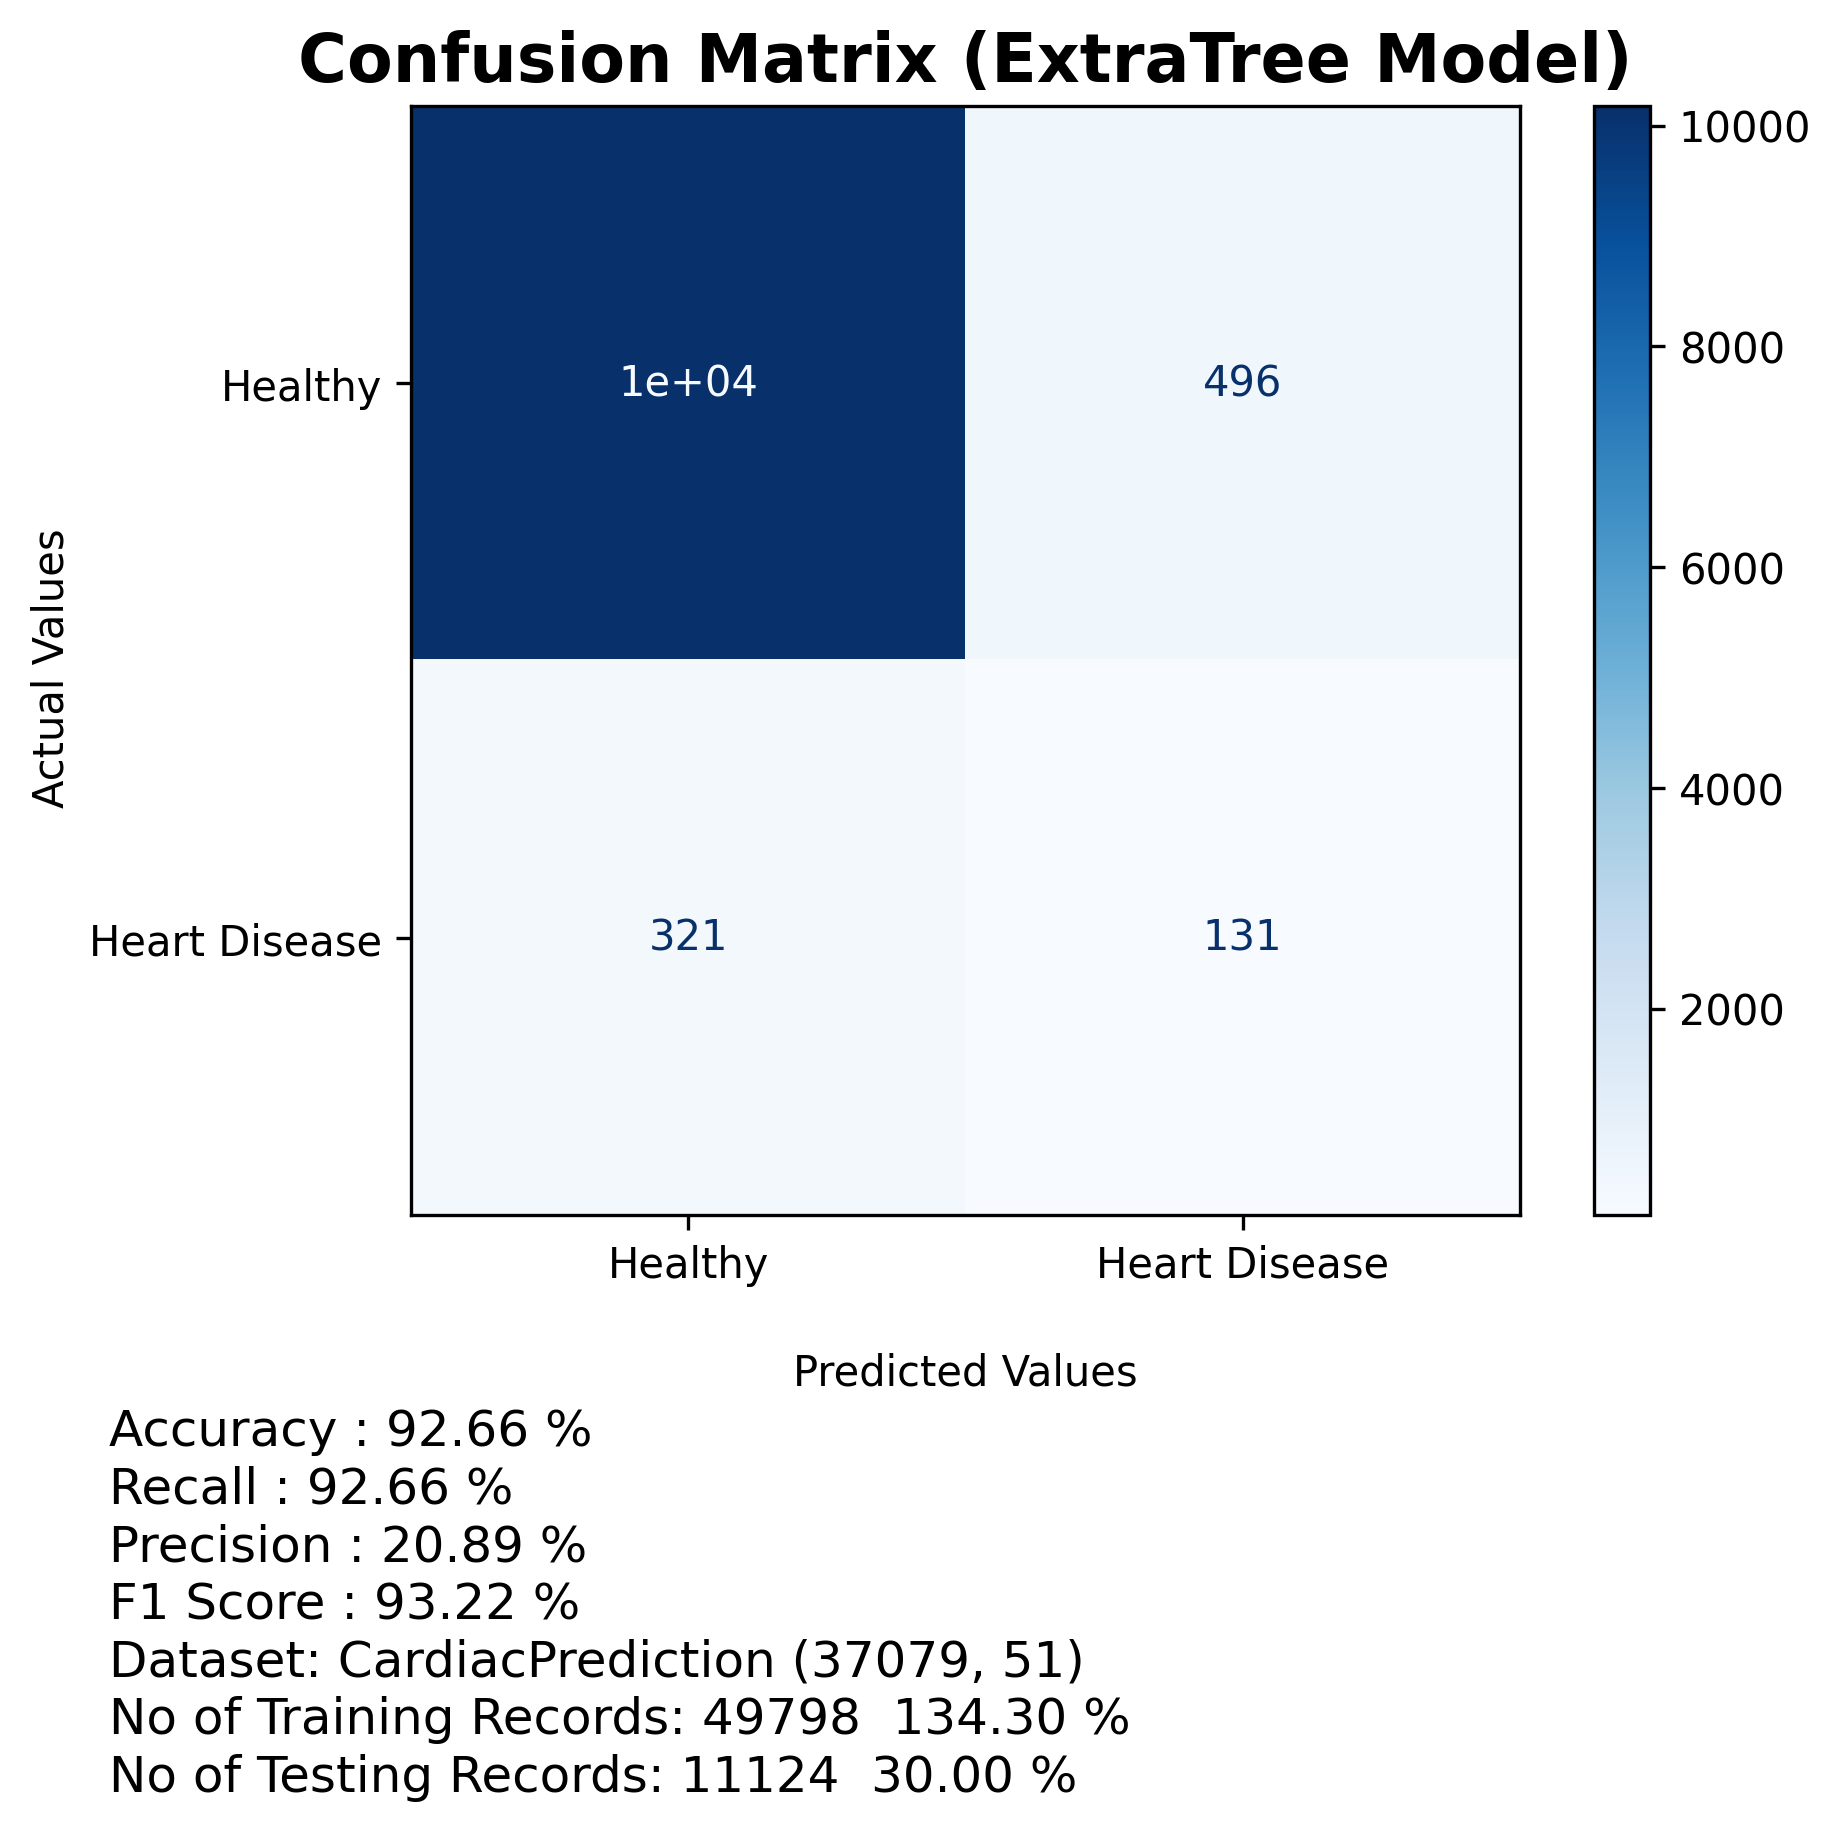 Confusion Matrix (ExtraTree Model)
10000
8000
6000
4000
2000
Actual Values
Healthy
1e+04
496
Heart Disease
321
131
Healthy
Heart Disease
Predicted Values
Accuracy : 92.66 %
Recall : 92.66 %
Precision : 20.89 %
F1 Score : 93.22 %
Dataset: CardiacPrediction (37079, 51)
No of Training Records: 49798  134.30 %
No of Testing Records: 11124  30.00 %